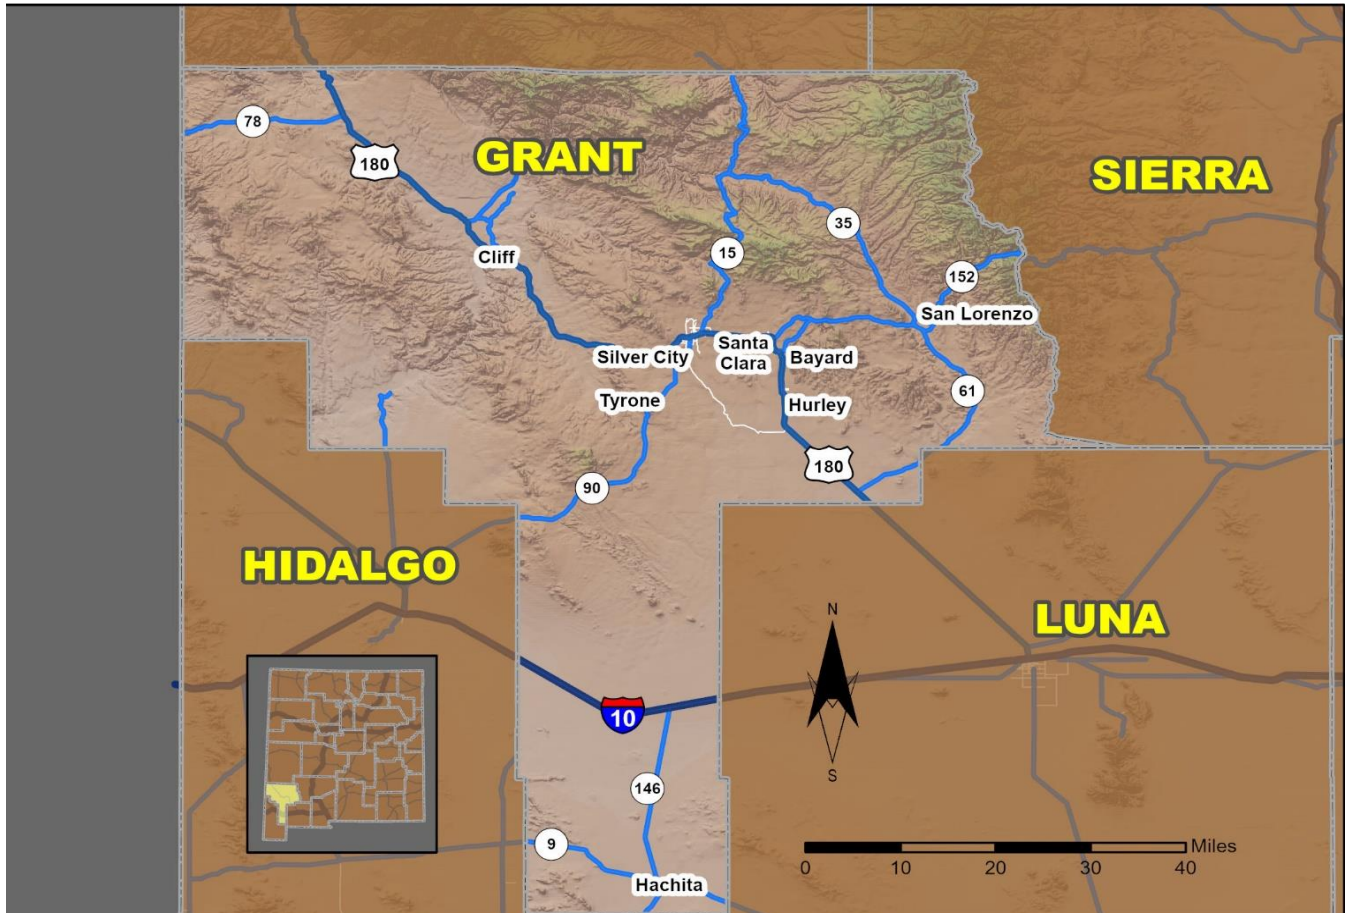 78
180
GRANT
SIERRA
35
15
152
Cliff
San Lorenzo
Silver City
Santa
Clara
Bayard
61
Tyrone
Hurley
180
90
HIDALGO
LUNA
N
10
S
146
9
Miles
0 10 20 30 40
Hachita